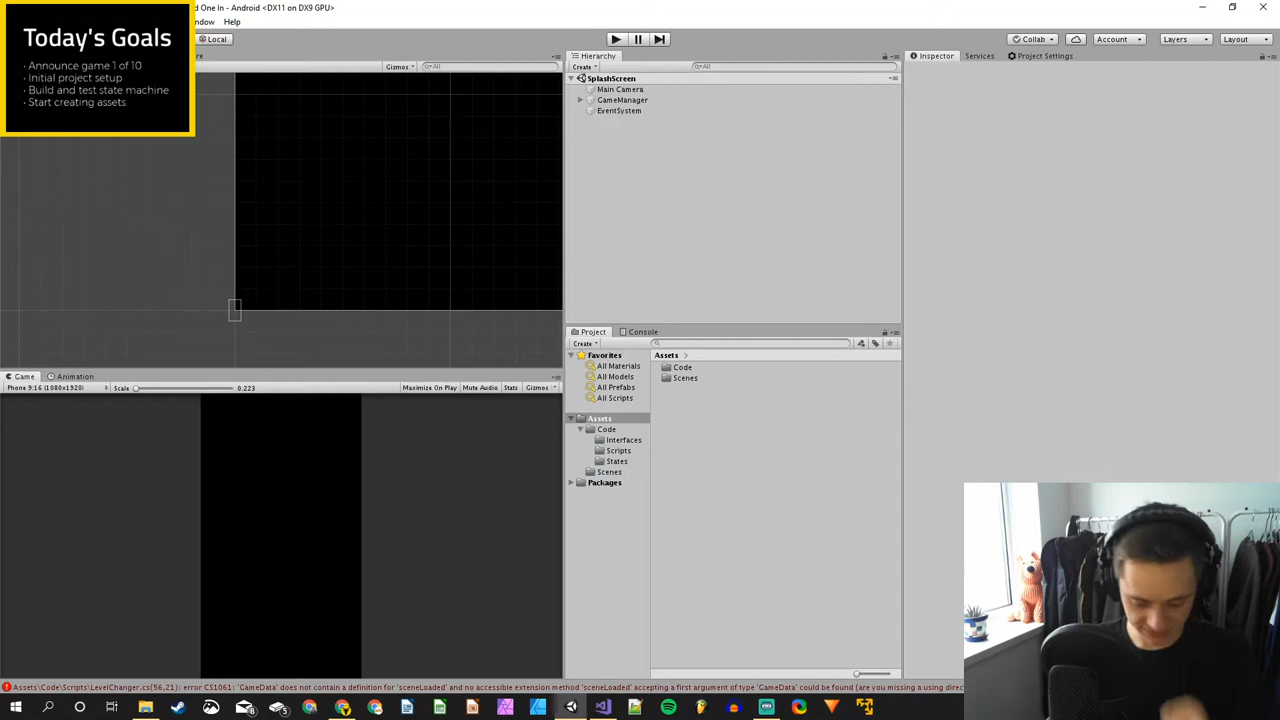 d One In - Android <DX11 on DX9 GPU>
Today's Goals
· Announce game 1 of 10
· Initial project setup
· Build and test state machine
· Start creating assets
ndow Help
Local
Collab
Account
Layers
Layout
re
Gizmos
All
Hierarchy
Create
All
SplashScreen
Main Camera
GameManager
EventSystem
Inspector
Services
Project Settings
Project
Console
Create
Favorites
All Materials
All Models
All Prefabs
All Scripts
Assets
Code
Interfaces
Scripts
States
Scenes
Packages
Assets
Code
Scenes
Game
Animation
Phone 9:16 (1080x1920)
Scale
0.223
Maximize On Play
Mute Audio
Stats
Gizmos
Assets\Code\Scripts\LevelChanger.cs(56,21): error CS1061: 'GameData' does not contain a definition for 'sceneLoaded' and no accessible extension method 'sceneLoaded' accepting a first argument of type 'GameData' could be found (are you missing a using direc